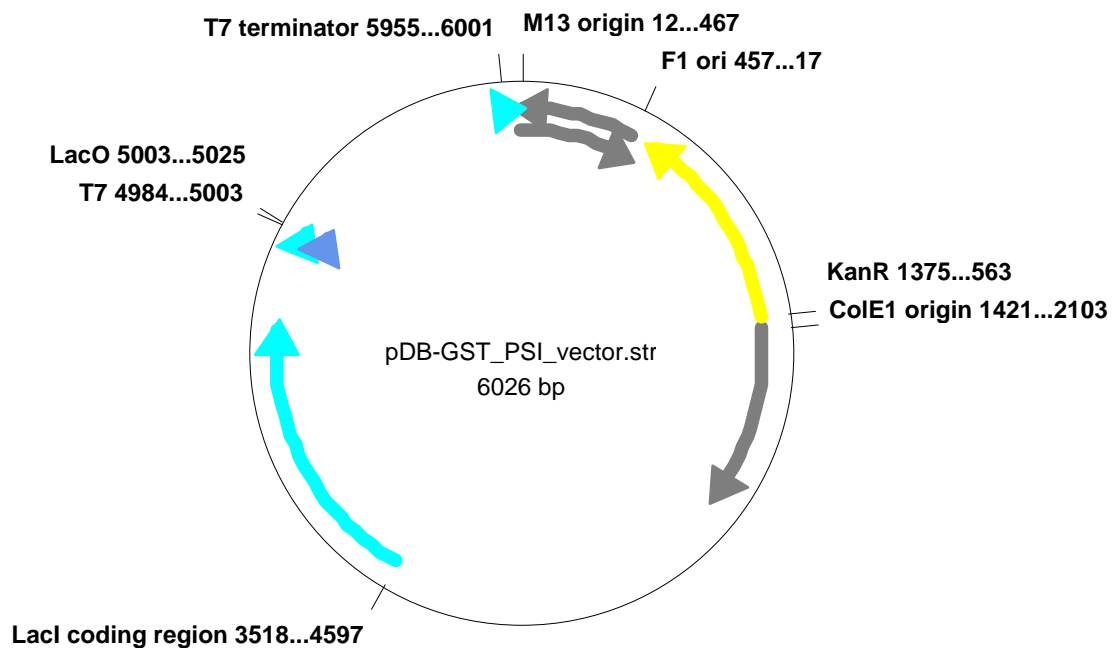 T7 terminator 5955...6001
M13 origin 12...467
F1 ori 457...17
LacO 5003...5025
T7 4984...5003
KanR 1375...563
ColE1 origin 1421...2103
pDB-GST_PSI_vector.str
6026 bp
LacI coding region 3518...4597